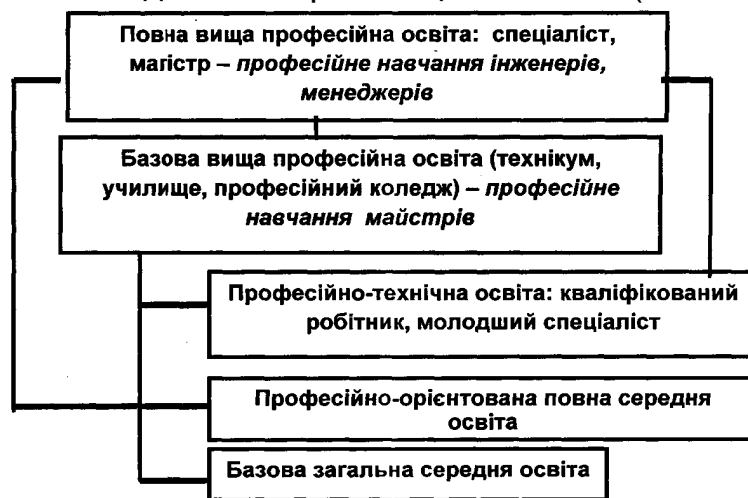 Повна вища професійна освіта: спеціаліст,
магістр – професійне навчання інженерів,
менеджерів
Базова вища професійна освіта (технікум,
училище, професійний коледж) – професійне
навчання майстрів
Професійно-технічна освіта: кваліфікований
робітник, молодший спеціаліст
Професійно-орієнтована повна середня
освіта
Базова загальна середня освіта